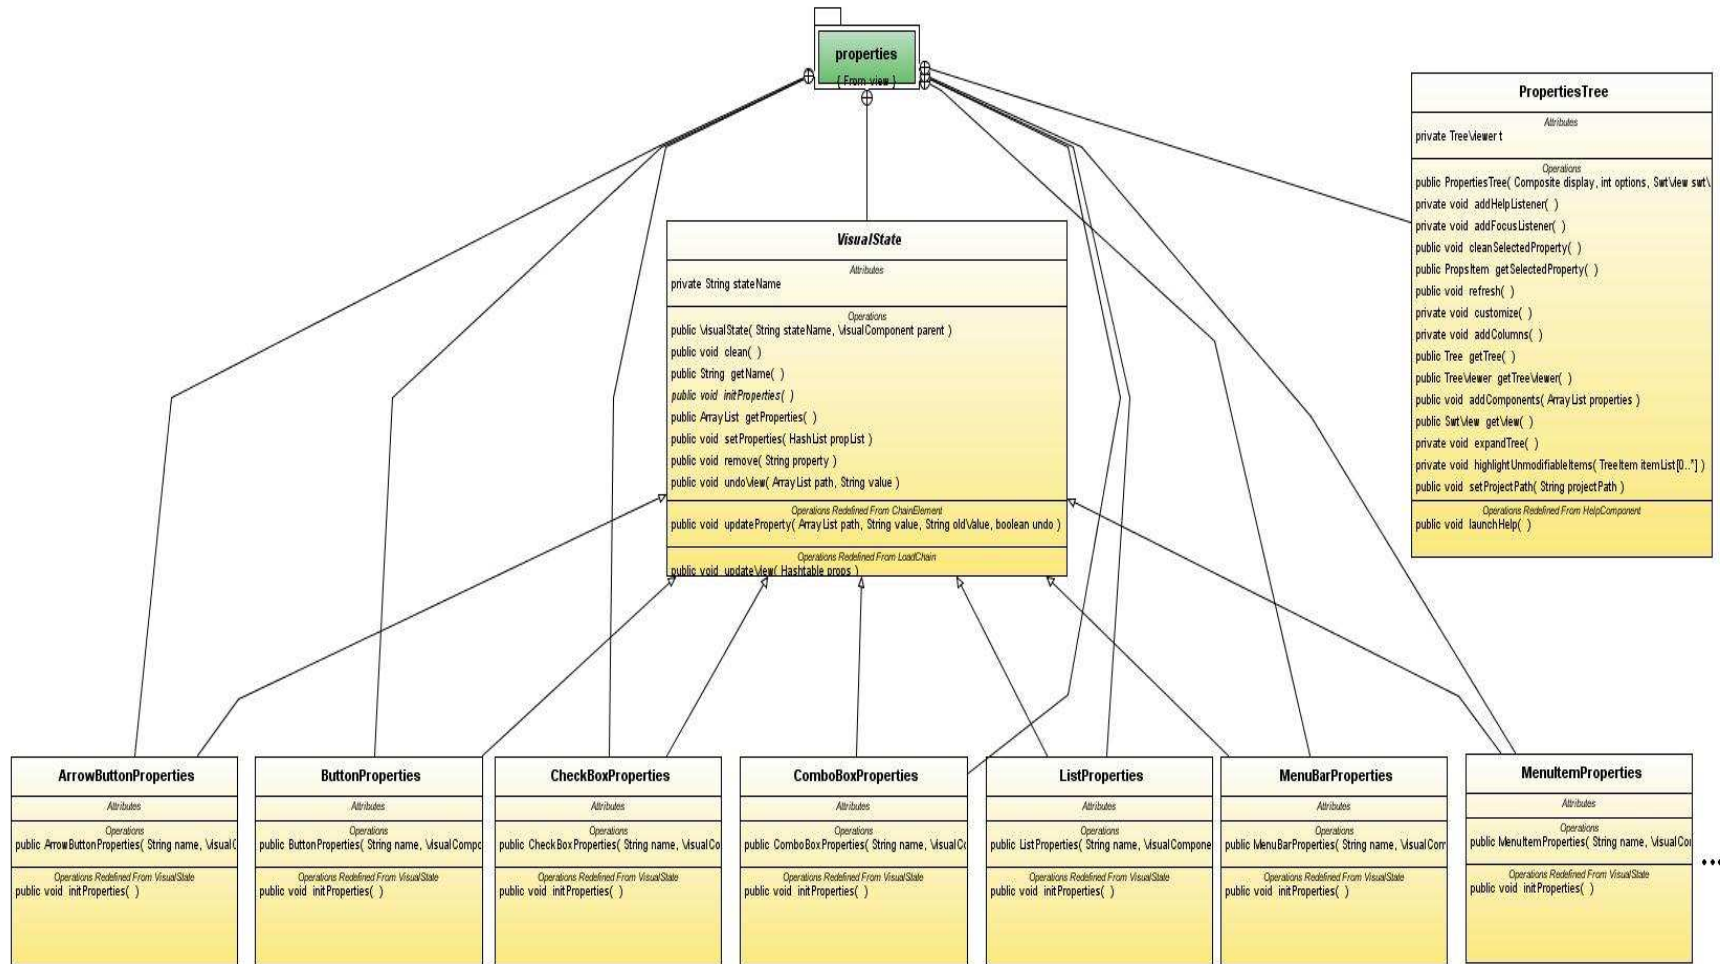 properties
{ From view }
PropertiesTree
Attributes
private TreeViewer t
Operations
public PropertiesTree( Composite display, int options, SwtView swt\
private void addHelpListener( )
private void addFocusListener( )
public void cleanSelectedProperty( )
public PropsItem getSelectedProperty( )
public void refresh( )
private void customize( )
private void addColumns( )
public Tree getTree( )
public TreeViewer getTreeViewer( )
public void addComponents( ArrayList properties )
public SwtView getView( )
private void expandTree( )
private void highlightUnmodifiableItems( TreeItem itemList[0..*] )
public void setProjectPath( String projectPath )
Operations Redefined From HelpComponent
public void launchHelp( )
VisualState
Attributes
private String stateName
Operations
public VisualState( String stateName, VisualComponent parent )
public void clean( )
public String getName( )
public void initProperties( )
public ArrayList getProperties( )
public void setProperties( HashList propList )
public void remove( String property )
public void undoView( ArrayList path, String value )
Operations Redefined From ChainElement
public void updateProperty( ArrayList path, String value, String oldValue, boolean undo )
Operations Redefined From LoadChain
public void updateView( Hashtable props )
ArrowButtonProperties
Attributes
Operations
public ArrowButtonProperties( String name, VisualC
Operations Redefined From VisualState
public void initProperties( )
ButtonProperties
Attributes
Operations
public ButtonProperties( String name, VisualCompo
Operations Redefined From VisualState
public void initProperties( )
CheckBoxProperties
Attributes
Operations
public CheckBoxProperties( String name, VisualCo
Operations Redefined From VisualState
public void initProperties( )
ComboBoxProperties
Attributes
Operations
public ComboBoxProperties( String name, VisualCo
Operations Redefined From VisualState
public void initProperties( )
ListProperties
Attributes
Operations
public ListProperties( String name, VisualCompone
Operations Redefined From VisualState
public void initProperties( )
MenuBarProperties
Attributes
Operations
public MenuBarProperties( String name, VisualCom
Operations Redefined From VisualState
public void initProperties( )
MenuItemProperties
Attributes
Operations
public MenuItemProperties( String name, VisualCo
Operations Redefined From VisualState
public void initProperties( )
...